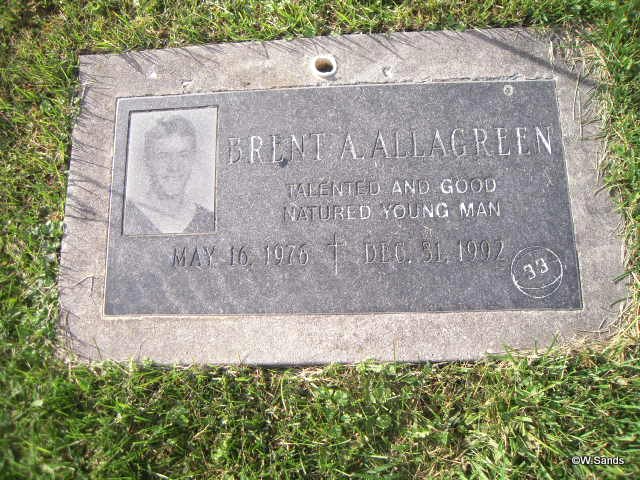 BRENT A. ALLAGREEN
TALENTED AND GOOD
NATURED YOUNG MAN
MAY 16, 1976 † DEC. 31, 1992
33
©W.Sands